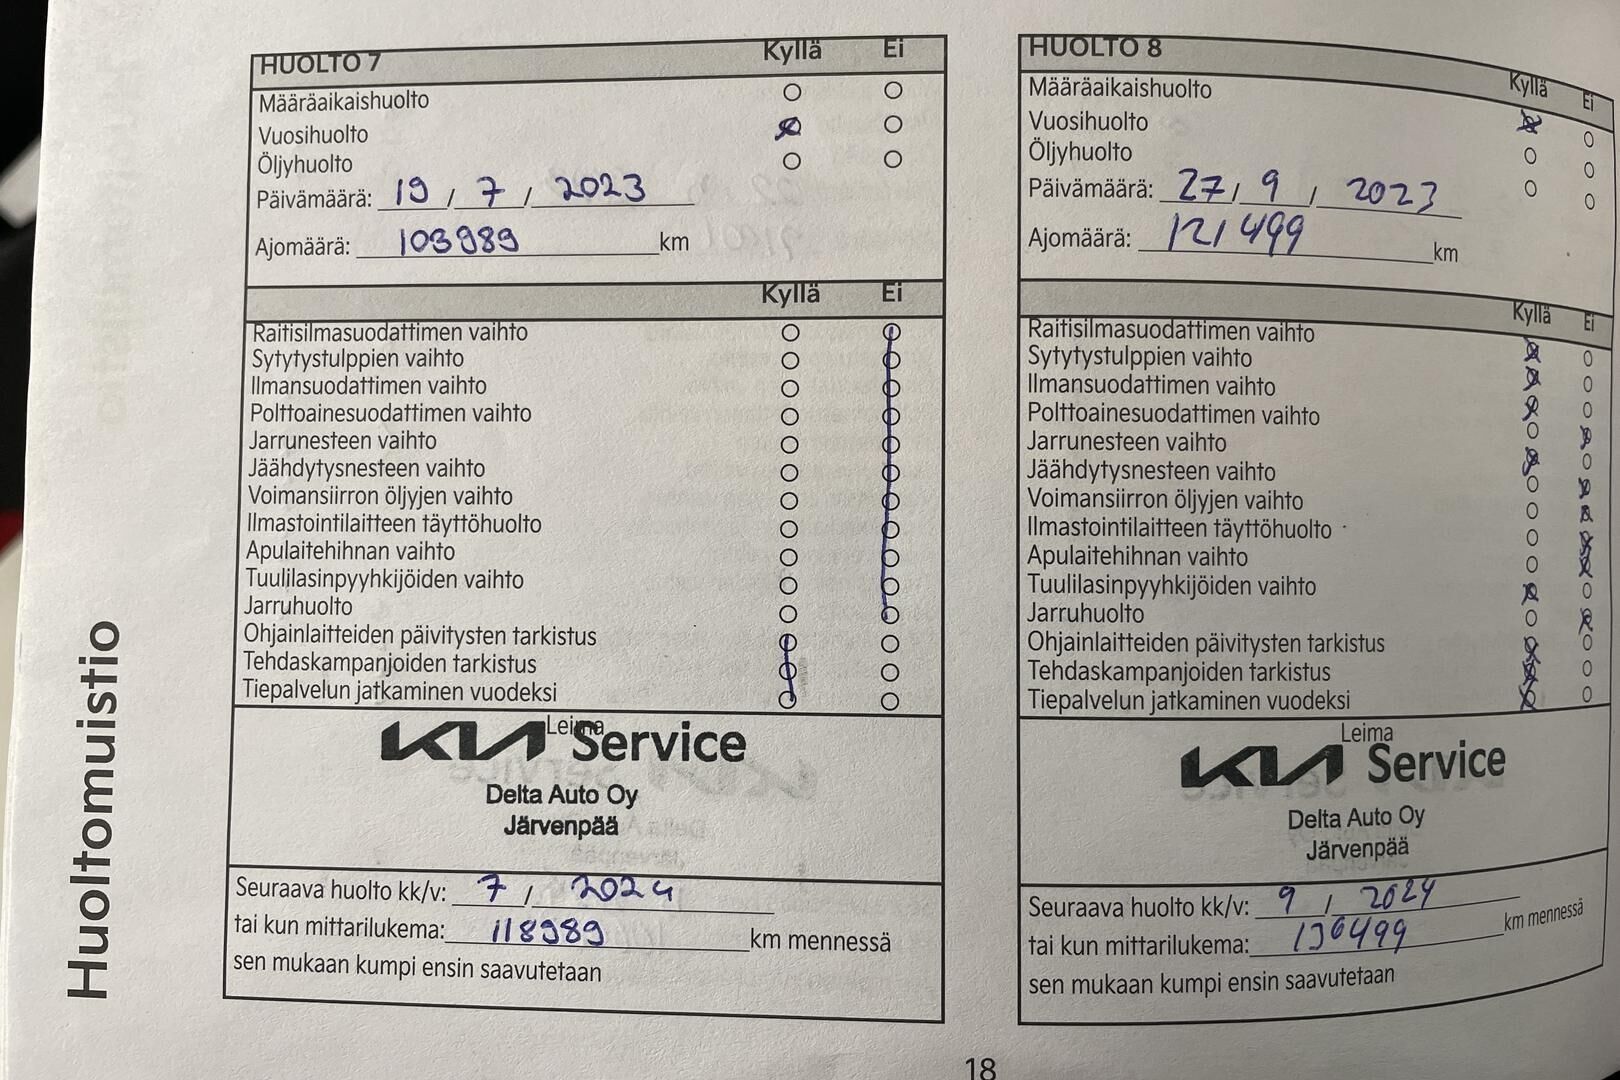 Huoltomuistio
HUOLTO 7 Kyllä Ei
Määräaikaishuolto
Vuosihuolto
Öljyhuolto
Päivämäärä: 19 / 7 / 2023
Ajomäärä: 103989 km
Kyllä Ei
Raitisilmasuodattimen vaihto
Sytytystulppien vaihto
Ilmansuodattimen vaihto
Polttoainesuodattimen vaihto
Jarrunesteen vaihto
Jäähdytysnesteen vaihto
Voimansiirron öljyjen vaihto
Ilmastointilaitteen täyttöhuolto
Apulaitehihnan vaihto
Tuulilasinpyyhkijöiden vaihto
Jarruhuolto
Ohjainlaitteiden päivitysten tarkistus
Tehdaskampanjoiden tarkistus
Tiepalvelun jatkaminen vuodeksi
Leima
KIA Service
Delta Auto Oy
Järvenpää
Seuraava huolto kk/v: 7 / 2024
tai kun mittarilukema: 118989 km mennessä
sen mukaan kumpi ensin saavutetaan
HUOLTO 8 Kyllä Ei
Määräaikaishuolto
Vuosihuolto
Öljyhuolto
Päivämäärä: 27 / 9 / 2023
Ajomäärä: 121499 km
Kyllä Ei
Raitisilmasuodattimen vaihto
Sytytystulppien vaihto
Ilmansuodattimen vaihto
Polttoainesuodattimen vaihto
Jarrunesteen vaihto
Jäähdytysnesteen vaihto
Voimansiirron öljyjen vaihto
Ilmastointilaitteen täyttöhuolto
Apulaitehihnan vaihto
Tuulilasinpyyhkijöiden vaihto
Jarruhuolto
Ohjainlaitteiden päivitysten tarkistus
Tehdaskampanjoiden tarkistus
Tiepalvelun jatkaminen vuodeksi
Leima
KIA Service
Delta Auto Oy
Järvenpää
Seuraava huolto kk/v: 9 / 2024
tai kun mittarilukema: 136499 km mennessä
sen mukaan kumpi ensin saavutetaan
18